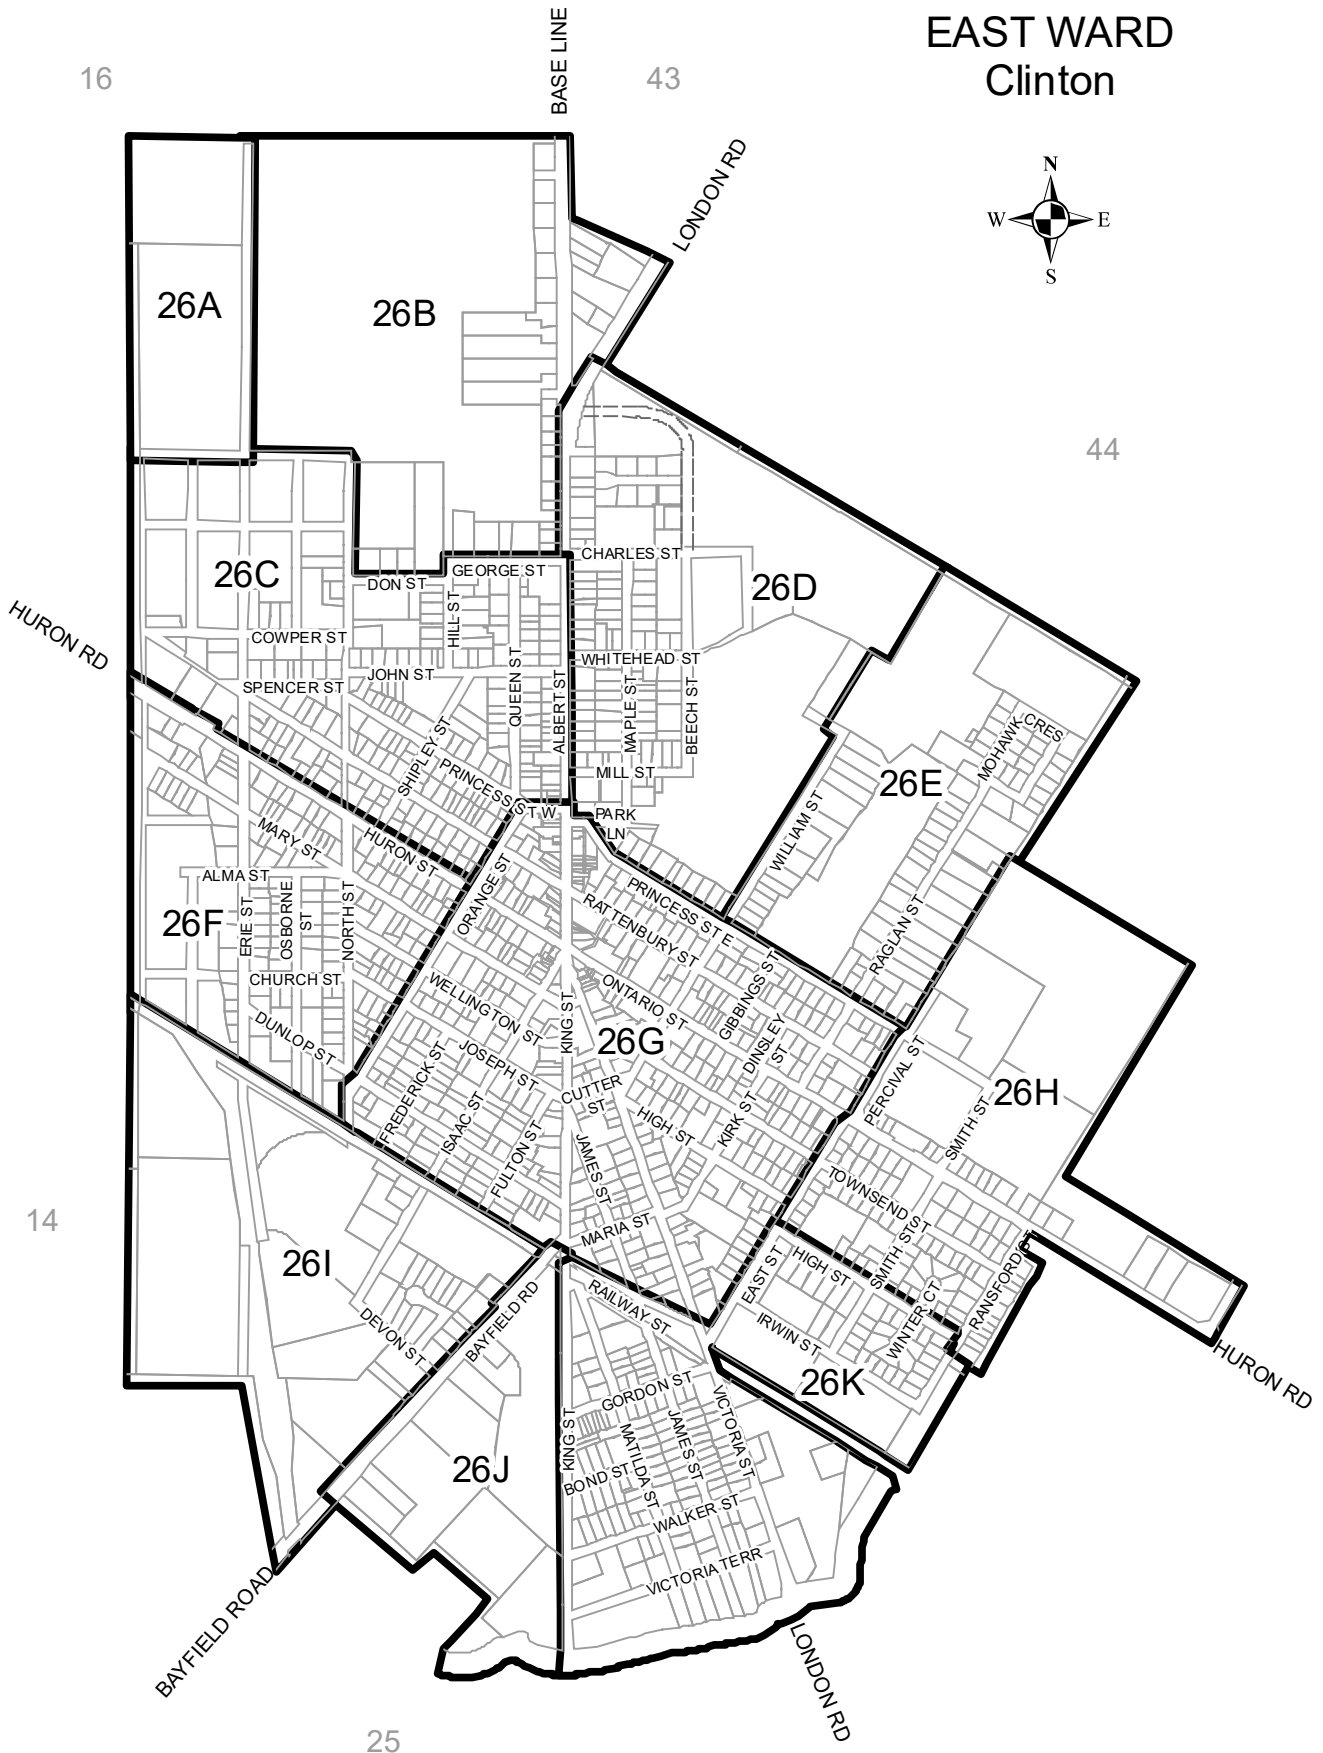 EAST WARD
Clinton
BASE LINE
16
43
LONDON RD
N
W
E
S
26A
26B
44
CHARLES ST
26C
GEORGE ST
DON ST
26D
HURON RD
HILL ST
COWPER ST
WHITEHEAD ST
JOHN ST
SPENCER ST
QUEEN ST
ALBERT ST
MAPLE ST
BEECH ST
MOHAWK CRES
SHIPLEY ST
PRINCESS ST W
MILL ST
26E
PARK
LN
WILLIAM ST
MARY ST
HURON ST
ALMA ST
ORANGE ST
PRINCESS ST E
RATTENBURY ST
26F
ERIE ST
OSBORNE
ST
NORTH ST
RAGLAN ST
CHURCH ST
WELLINGTON ST
ONTARIO ST
GIBBINGS ST
DUNLOP ST
KING ST
26G
DINSLEY
ST
JOSEPH ST
FREDERICK ST
ISAAC ST
CUTTER
ST
HIGH ST
KIRK ST
PERCIVAL ST
26H
SMITH ST
FULTON ST
JAMES ST
TOWNSEND ST
14
MARIA ST
26I
EAST ST
HIGH ST
SMITH ST
RANSFORD ST
DEVON ST
BAYFIELD RD
RAILWAY ST
IRWIN ST
WINTER CT
HURON RD
26K
GORDON ST
VICTORIA ST
KING ST
JAMES ST
MATILDA ST
26J
BOND ST
WALKER ST
VICTORIA TERR
BAYFIELD ROAD
LONDON RD
25